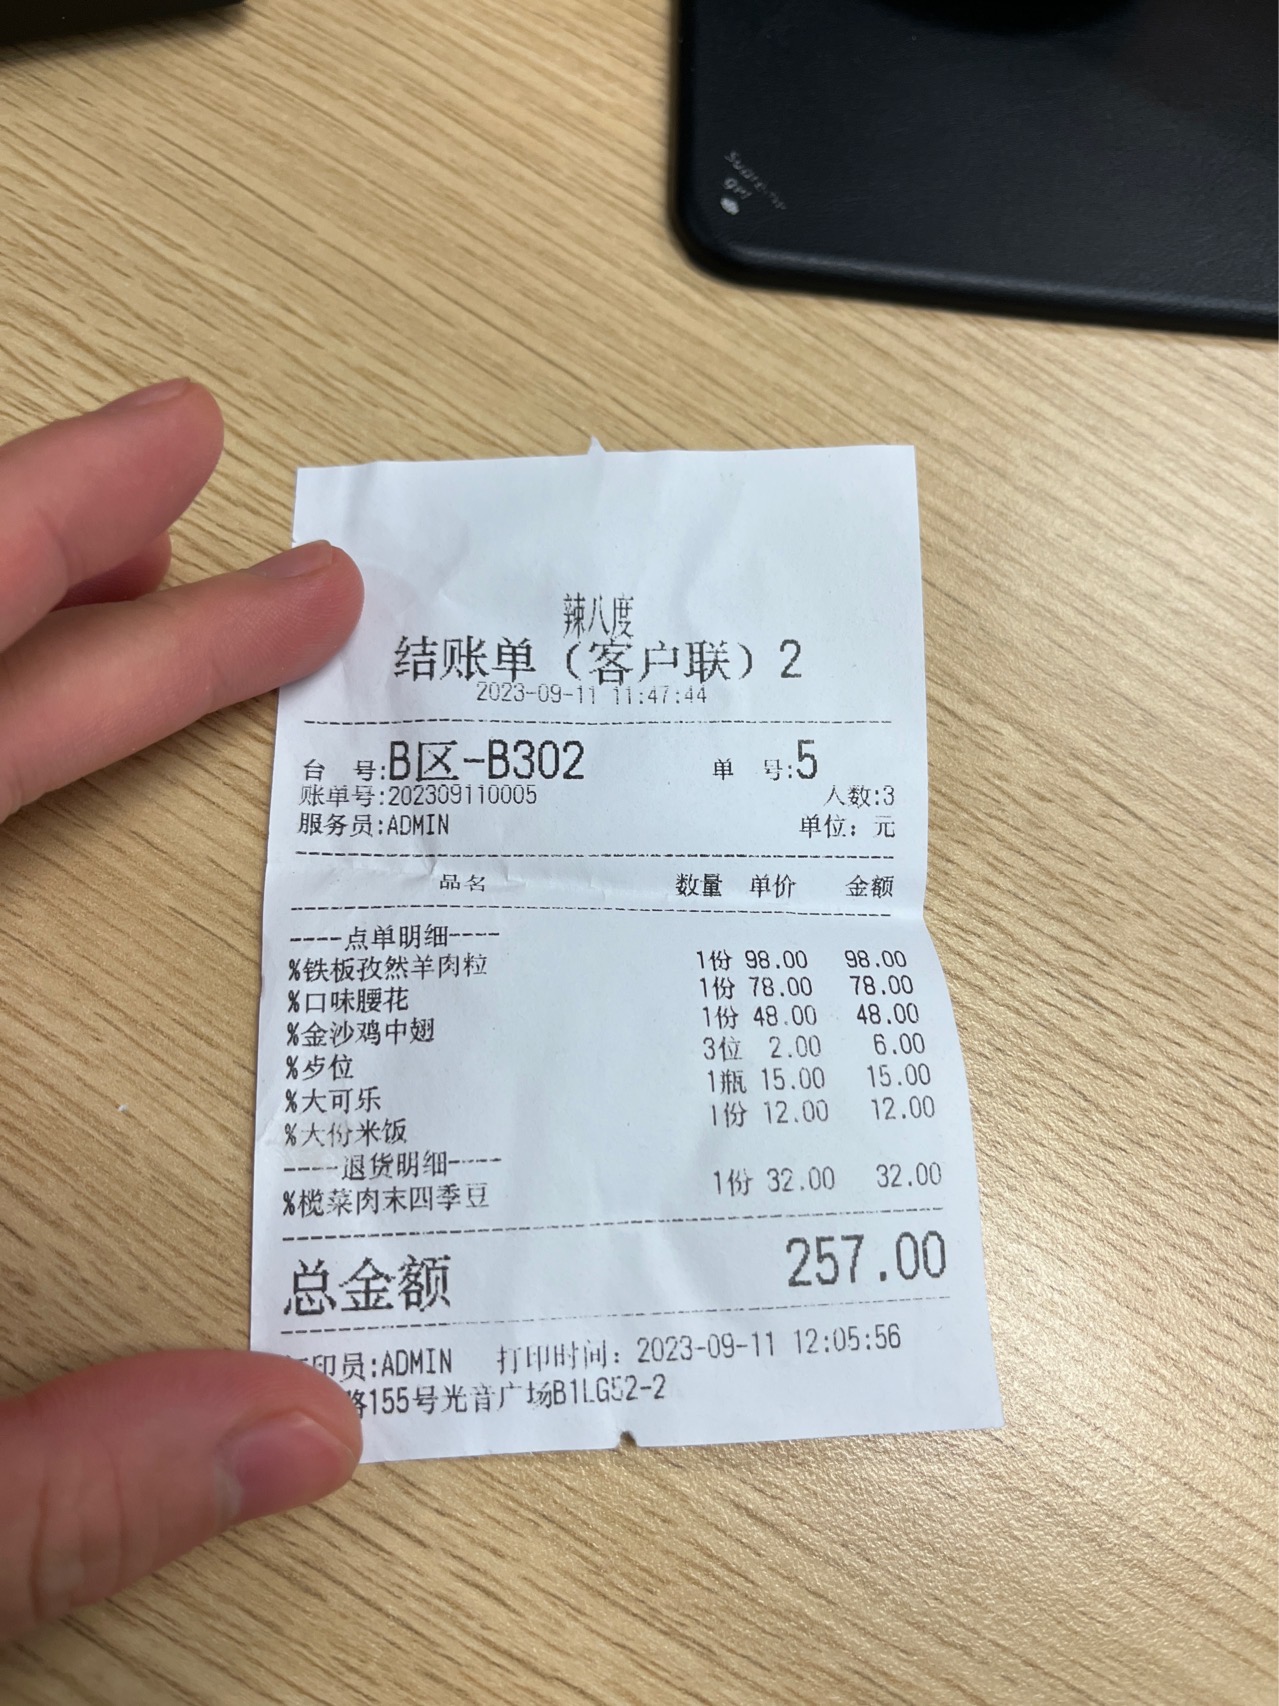 辣八度
结账单（客户联）2
2023-09-11 11:47:44
台 号:B区-B302 单 号:5
账单号:202309110005 人数:3
服务员:ADMIN 单位：元
品名 数量 单价 金额
----点单明细----
%铁板孜然羊肉粒 1份 98.00 98.00
%口味腰花 1份 78.00 78.00
%金沙鸡中翅 1份 48.00 48.00
%歺位 3位 2.00 6.00
%大可乐 1瓶 15.00 15.00
%大份米饭 1份 12.00 12.00
----退货明细----
%榄菜肉末四季豆 1份 32.00 32.00
总金额 257.00
印员:ADMIN 打印时间：2023-09-11 12:05:56
路155号光音广场B1LG52-2